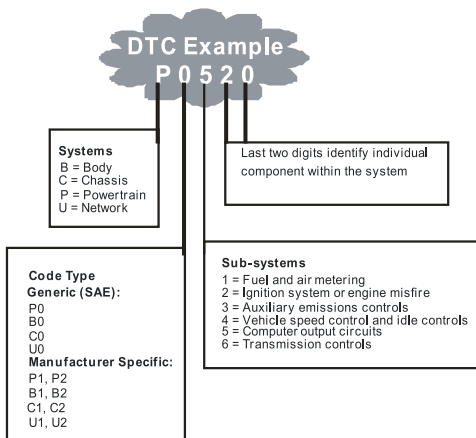 DTC Example
P 0 5 2 0
Systems
B = Body
C = Chassis
P = Powertrain
U = Network
Last two digits identify individual
component within the system
Code Type
Generic (SAE):
P0
B0
C0
U0
Manufacturer Specific:
P1, P2
B1, B2
C1, C2
U1, U2
Sub-systems
1 = Fuel and air metering
2 = Ignition system or engine misfire
3 = Auxiliary emissions controls
4 = Vehicle speed control and idle controls
5 = Computer output circuits
6 = Transmission controls